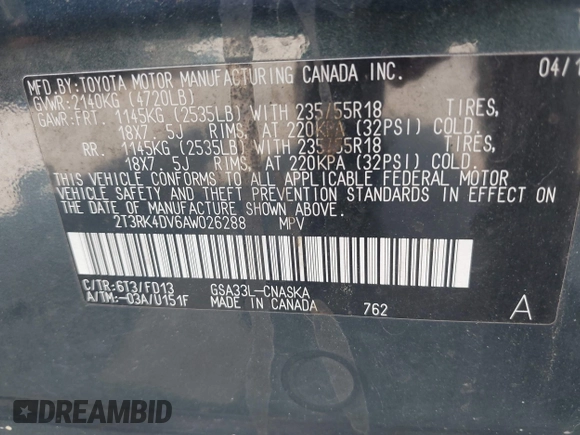 MFD.BY:TOYOTA MOTOR MANUFACTURING CANADA INC. 04/1
GVWR:2140KG (4720LB)
GAWR:FRT. 1145KG (2535LB) WITH 235/55R18 TIRES,
18X7.5J RIMS, AT 220KPA (32PSI) COLD.
RR. 1145KG (2535LB) WITH 235/55R18 TIRES,
18X7.5J RIMS, AT 220KPA (32PSI) COLD.
THIS VEHICLE CONFORMS TO ALL APPLICABLE FEDERAL MOTOR
VEHICLE SAFETY AND THEFT PREVENTION STANDARDS IN EFFECT ON
THE DATE OF MANUFACTURE SHOWN ABOVE.
2T3RK4DV6AW026288 MPV
C/TR:6T3/FD13 GSA33L-CNASKA
A/TM:-03A/U151F MADE IN CANADA 762 A
DREAMBID